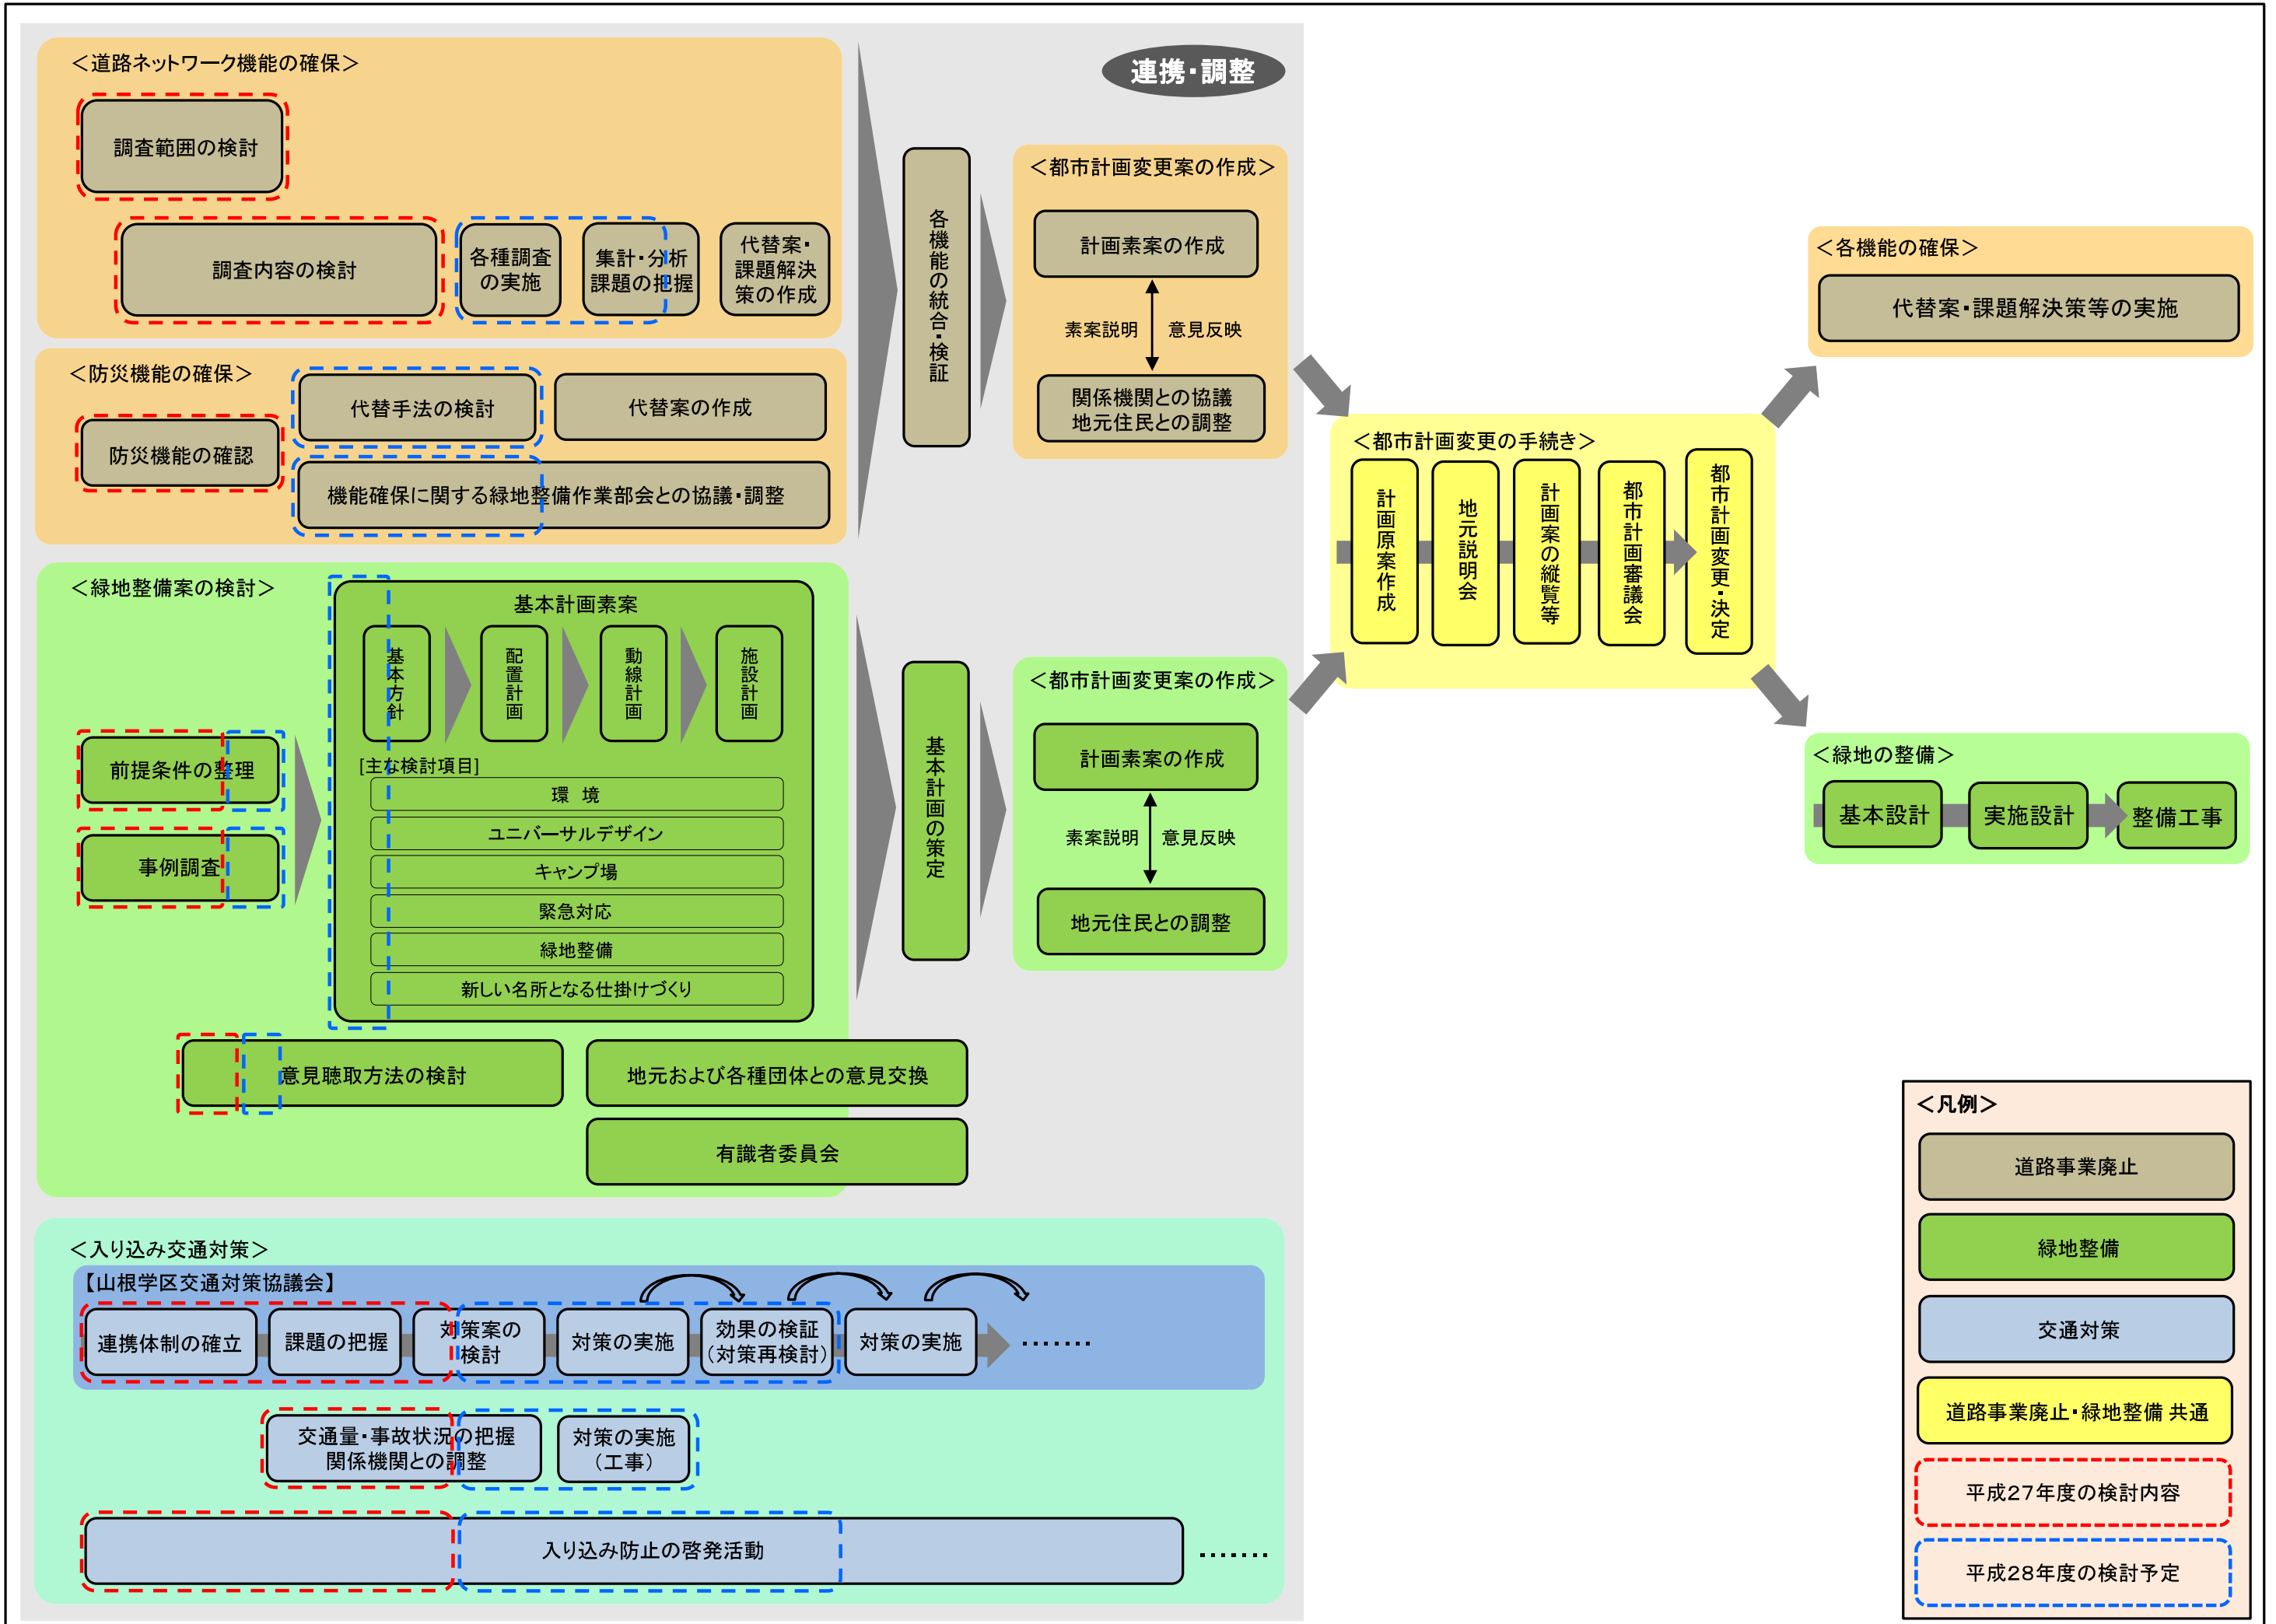 ＜道路ネットワーク機能の確保＞
調査範囲の検討
調査内容の検討
各種調査
の実施
集計・分析
課題の把握
代替案・
課題解決
策の作成
＜防災機能の確保＞
防災機能の確認
代替手法の検討
代替案の作成
機能確保に関する緑地整備作業部会との協議・調整
各機能の統合・検証
連携・調整
＜都市計画変更案の作成＞
計画素案の作成
素案説明
意見反映
関係機関との協議
地元住民との調整
＜緑地整備案の検討＞
前提条件の整理
事例調査
基本計画素案
基本方針
配置計画
動線計画
施設計画
[主な検討項目]
環 境
ユニバーサルデザイン
キャンプ場
緊急対応
緑地整備
新しい名所となる仕掛けづくり
意見聴取方法の検討
地元および各種団体との意見交換
有識者委員会
基本計画の策定
＜都市計画変更案の作成＞
計画素案の作成
素案説明
意見反映
地元住民との調整
＜都市計画変更の手続き＞
計画原案作成
地元説明会
計画案の縦覧等
都市計画審議会
都市計画変更・決定
＜各機能の確保＞
代替案・課題解決策等の実施
＜緑地の整備＞
基本設計
実施設計
整備工事
＜入り込み交通対策＞
【山根学区交通対策協議会】
連携体制の確立
課題の把握
対策案の
検討
対策の実施
効果の検証
（対策再検討）
対策の実施
･･･････
交通量・事故状況の把握
関係機関との調整
対策の実施
（工事）
入り込み防止の啓発活動
･･･････
＜凡例＞
道路事業廃止
緑地整備
交通対策
道路事業廃止・緑地整備 共通
平成２７年度の検討内容
平成２８年度の検討予定